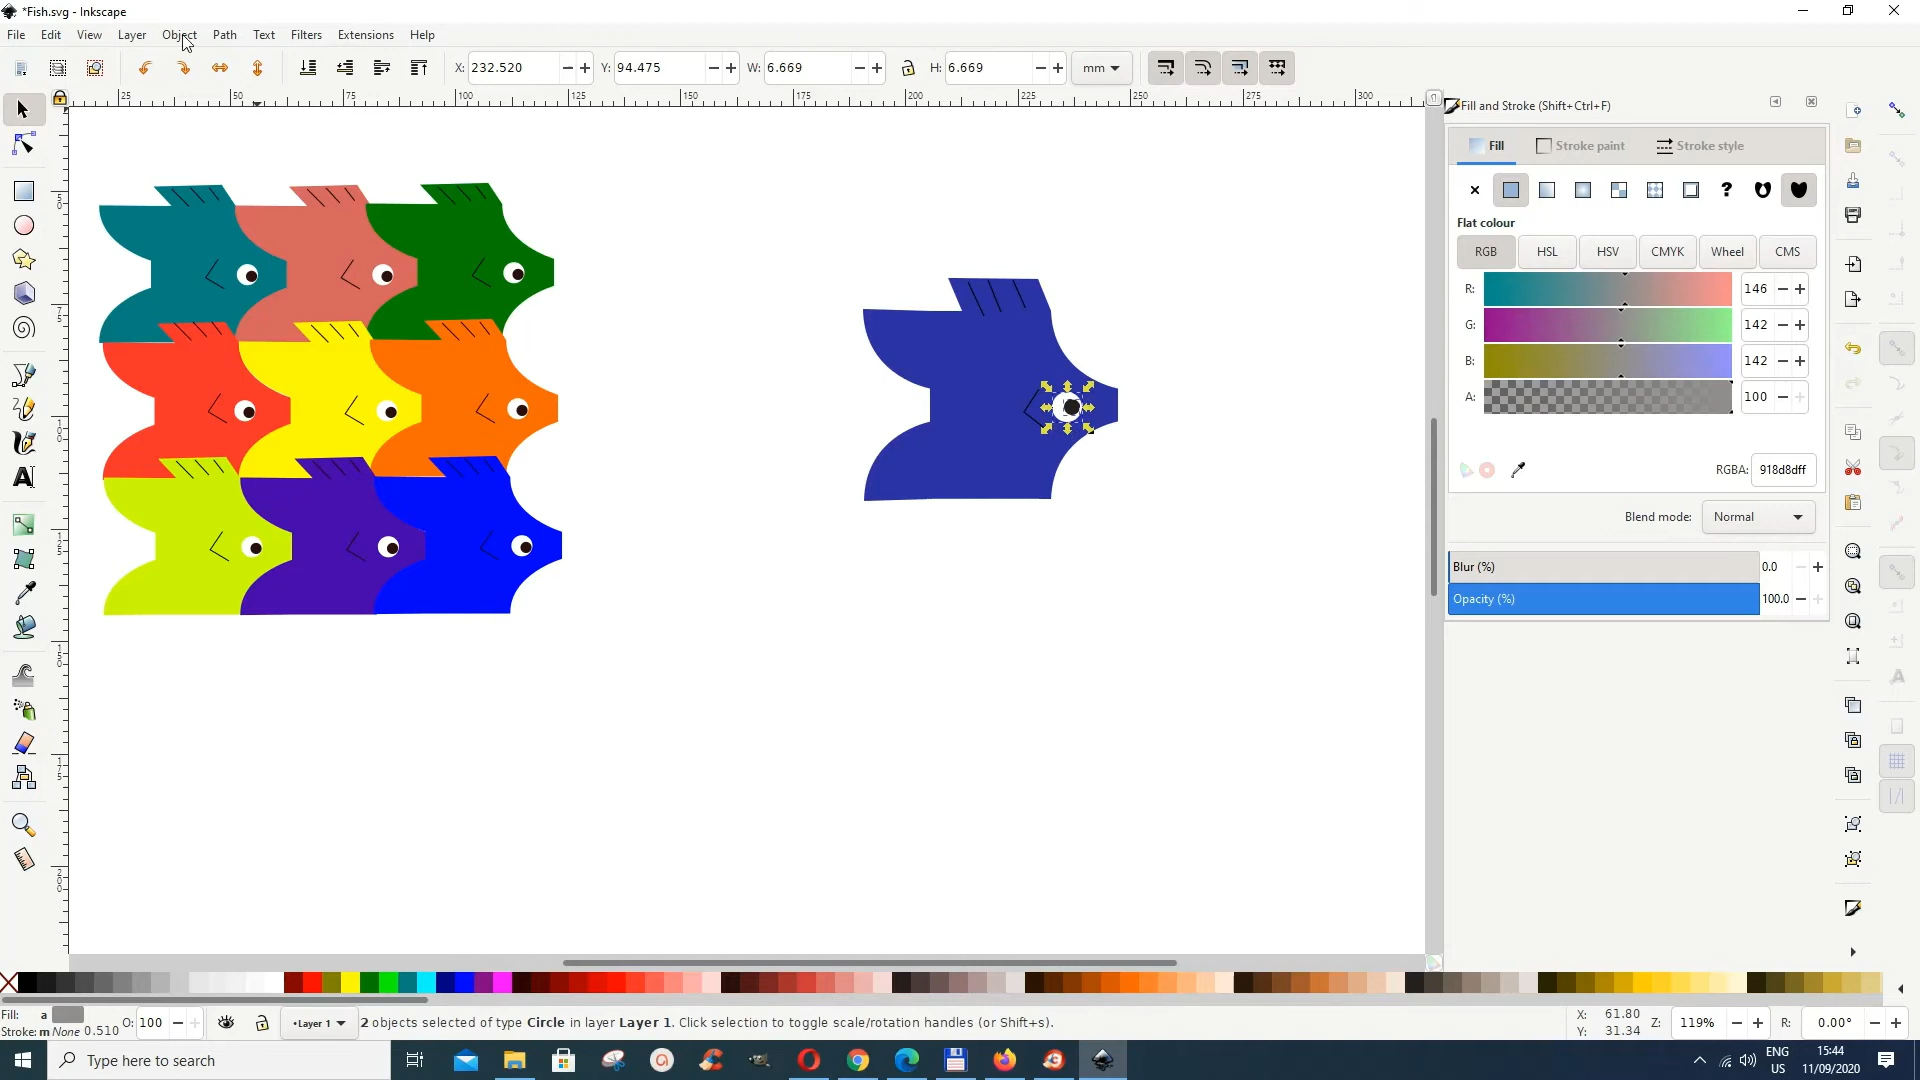 *Fish.svg - Inkscape
File Edit View Layer Object Path Text Filters Extensions Help
X: 232.520 Y: 94.475 W: 6.669 H: 6.669 mm
25 50 75 100 125 150 175 200 225 250 275 300
Fill and Stroke (Shift+Ctrl+F)
Fill Stroke paint Stroke style
Flat colour
RGB HSL HSV CMYK Wheel CMS
R: 146
G: 142
B: 142
A: 100
RGBA: 918d8dff
Blend mode: Normal
Blur (%) 0.0
Opacity (%) 100.0
Fill: a O: 100 Layer 1 2 objects selected of type Circle in layer Layer 1. Click selection to toggle scale/rotation handles (or Shift+s). X: 61.80 Z: 119% R: 0.00°
Stroke: m None 0.510 Y: 31.34
Type here to search
ENG 15:44
US 11/09/2020